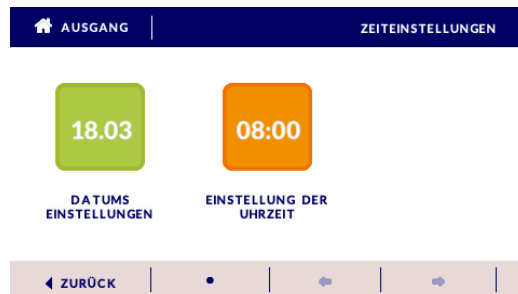 AUSGANG
ZEITEINSTELLUNGEN
18.03
08:00
DATUMS
EINSTELLUNGEN
EINSTELLUNG DER
UHRZEIT
ZURÜCK